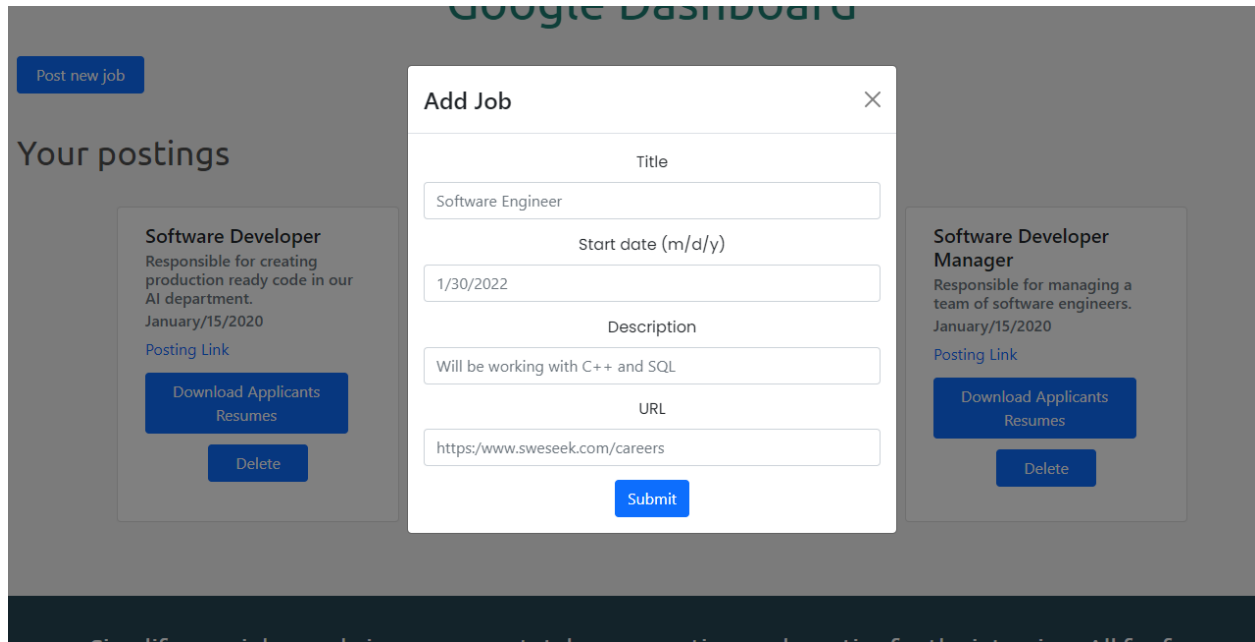 Google Dashboard
Post new job
Your postings
Software Developer
Responsible for creating
production ready code in our
AI department.
January/15/2020
Posting Link
Download Applicants
Resumes
Delete
Add Job
Title
Software Engineer
Start date (m/d/y)
1/30/2022
Description
Will be working with C++ and SQL
URL
https:/www.sweseek.com/careers
Submit
Software Developer
Manager
Responsible for managing a
team of software engineers.
January/15/2020
Posting Link
Download Applicants
Resumes
Delete